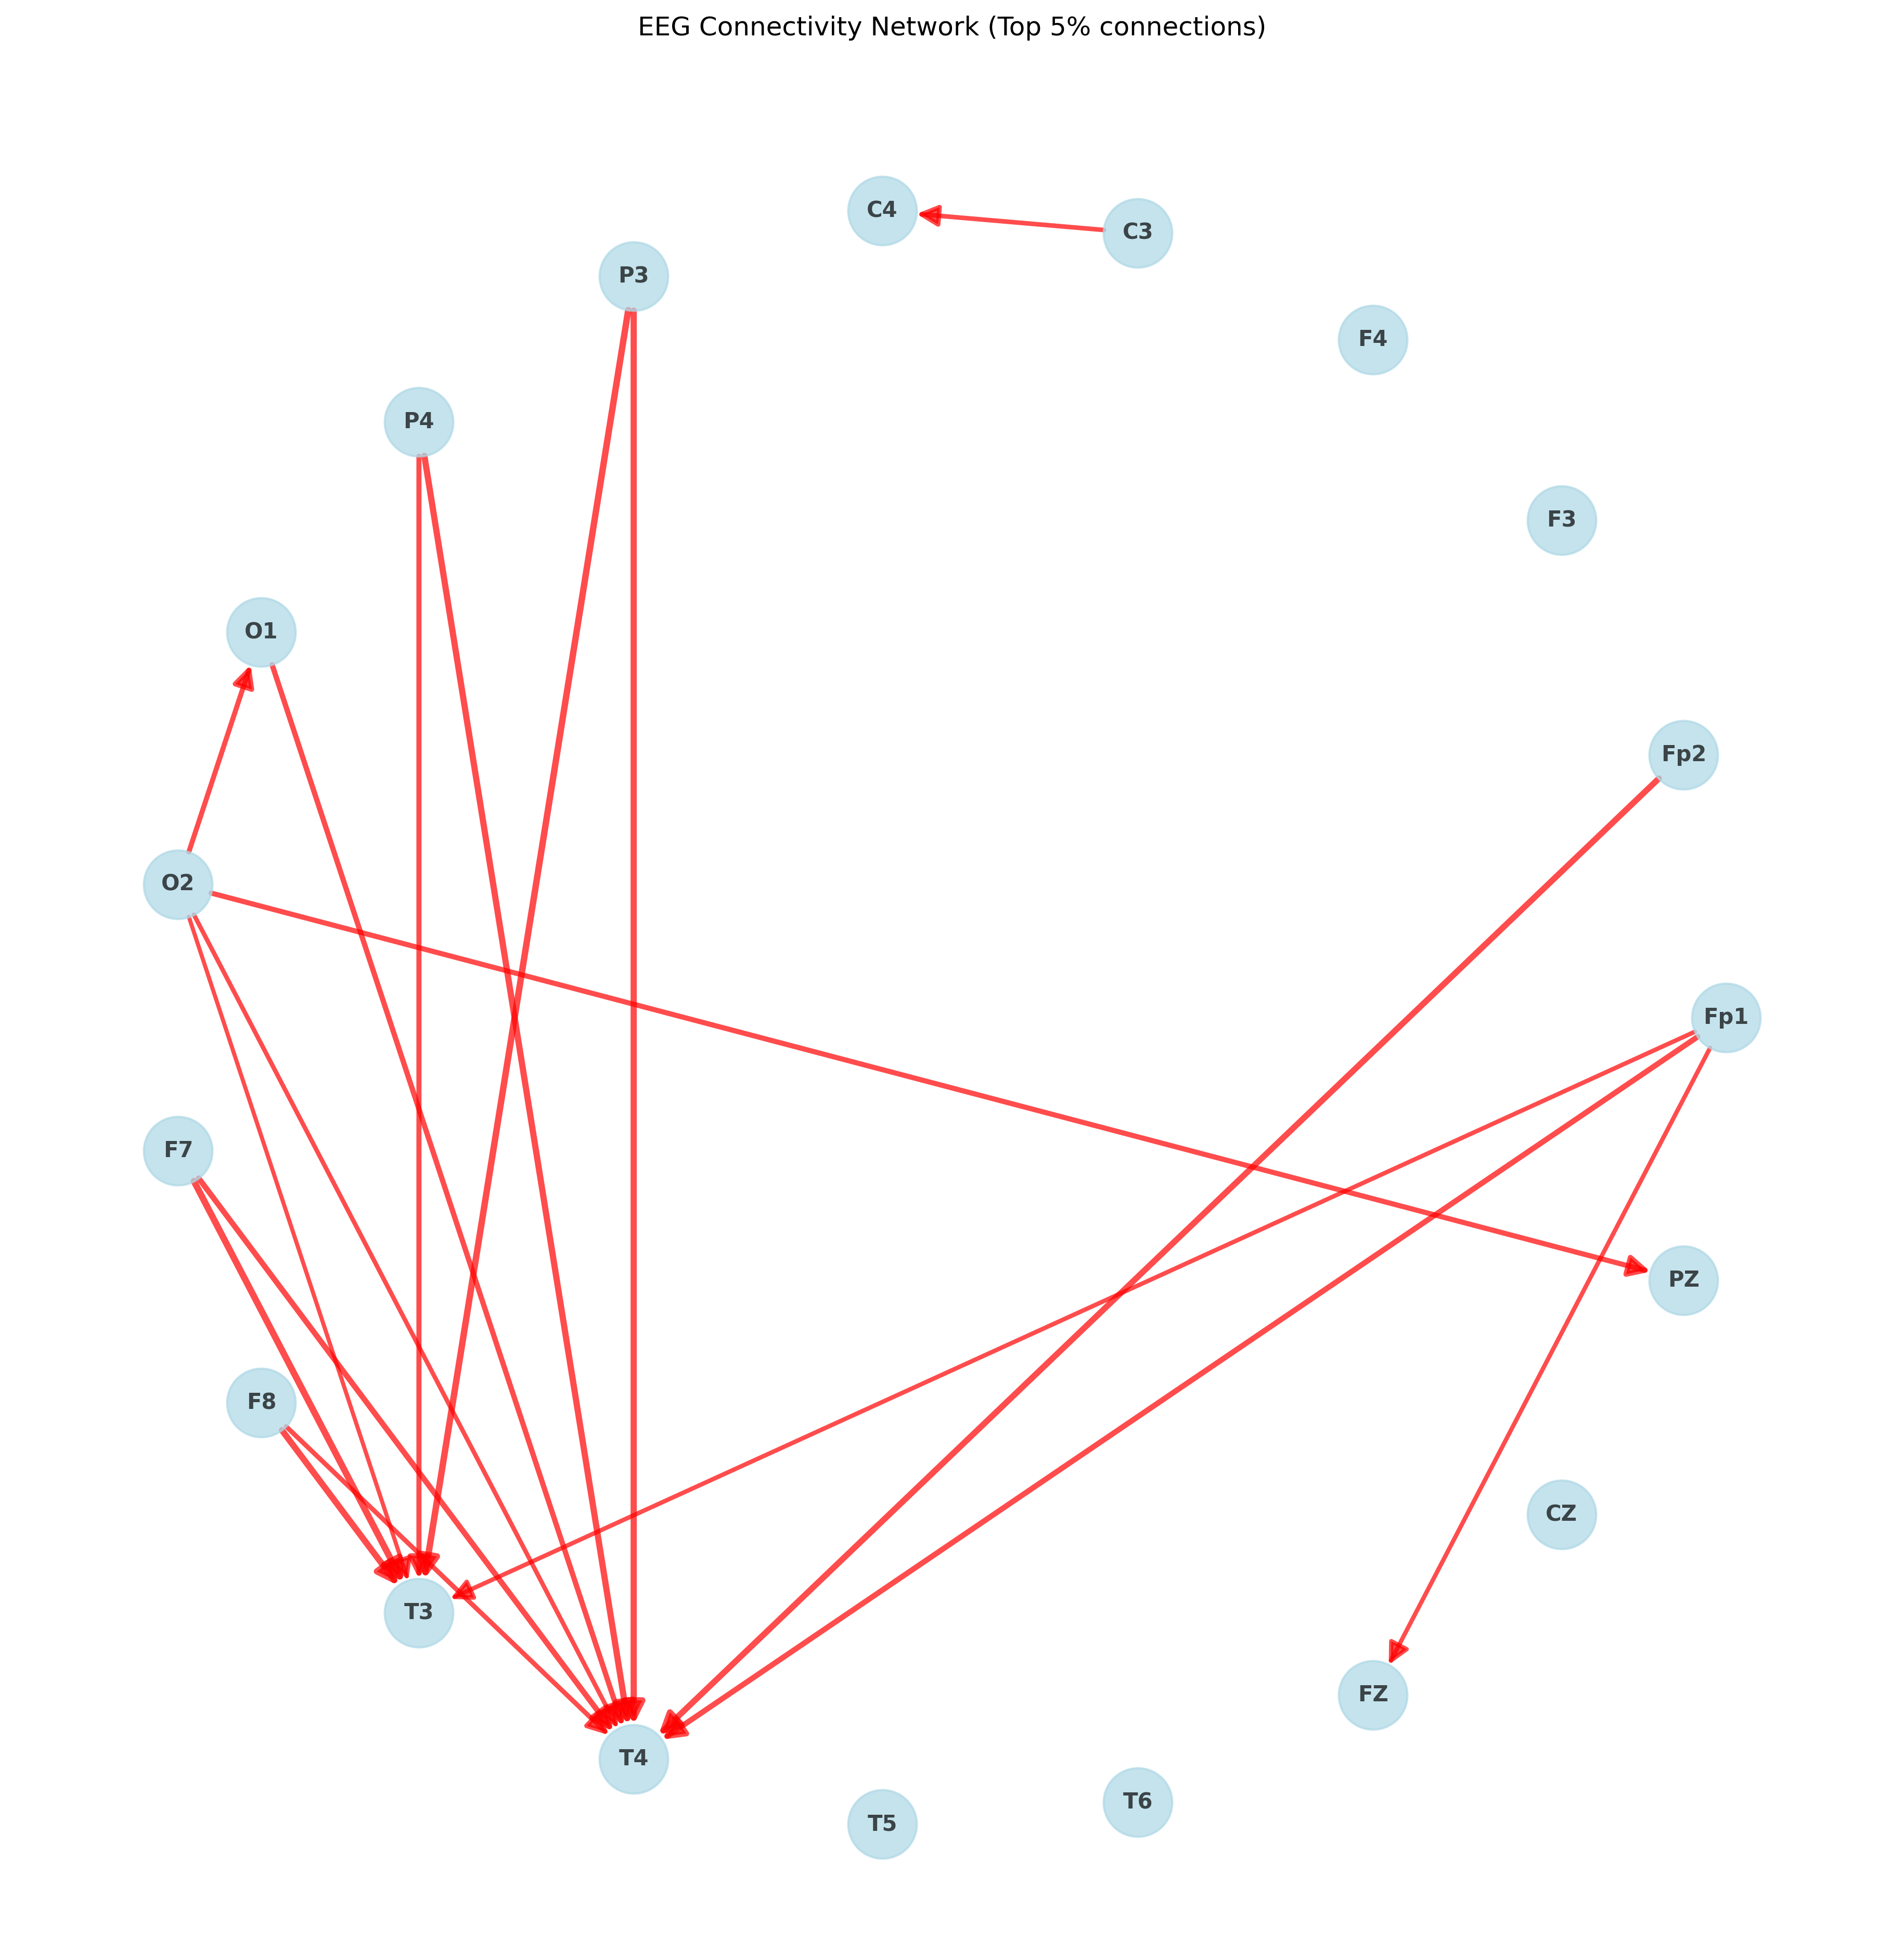 EEG Connectivity Network (Top 5% connections)
C4
C3
P3
F4
P4
F3
O1
Fp2
O2
Fp1
F7
PZ
F8
CZ
T3
FZ
T4
T6
T5